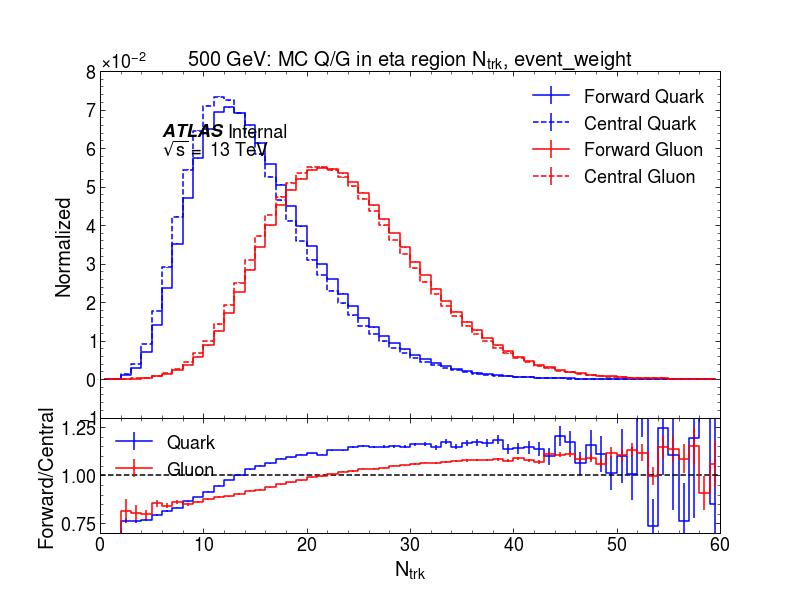 500 GeV: MC Q/G in eta region N_trk, event_weight
×10⁻²
8
7
6
5
4
3
2
1
0
−1
Normalized
ATLAS Internal
√s = 13 TeV
Forward Quark
Central Quark
Forward Gluon
Central Gluon
1.25
1.00
0.75
Forward/Central
Quark
Gluon
0 10 20 30 40 50 60
N_trk